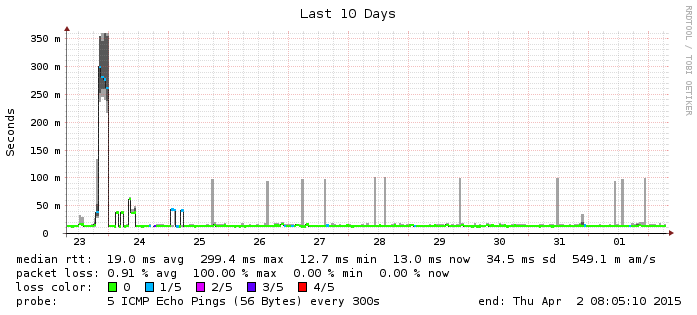 Last 10 Days
RRDTOOL / TOBI OETIKER
Seconds
350 m
300 m
250 m
200 m
150 m
100 m
50 m
0
23 24 25 26 27 28 29 30 31 01
median rtt: 19.0 ms avg 299.4 ms max 12.7 ms min 13.0 ms now 34.5 ms sd 549.1 m am/s
packet loss: 0.91 % avg 100.00 % max 0.00 % min 0.00 % now
loss color: 0 1/5 2/5 3/5 4/5
probe: 5 ICMP Echo Pings (56 Bytes) every 300s end: Thu Apr 2 08:05:10 2015